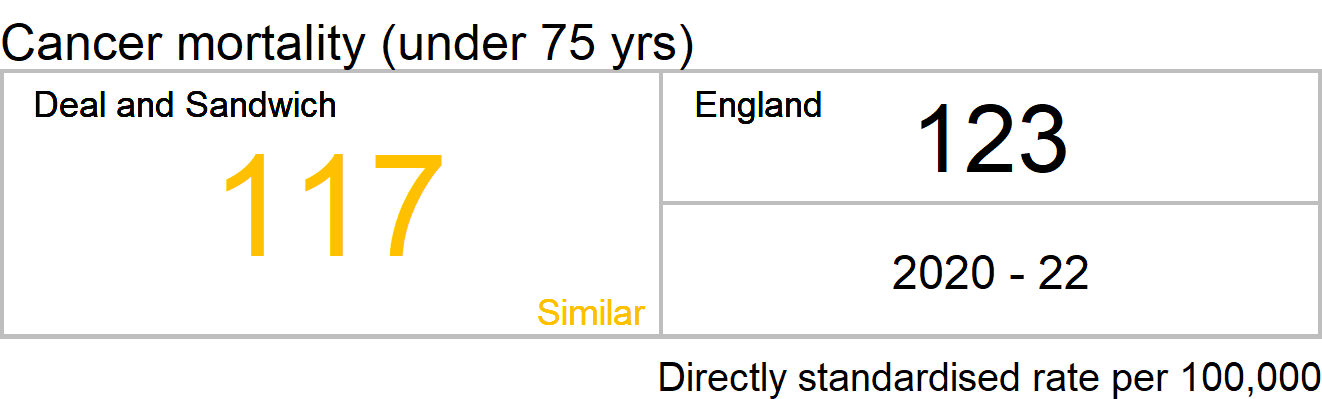 Cancer mortality (under 75 yrs)
Deal and Sandwich
117
Similar
England
123
2020 - 22
Directly standardised rate per 100,000